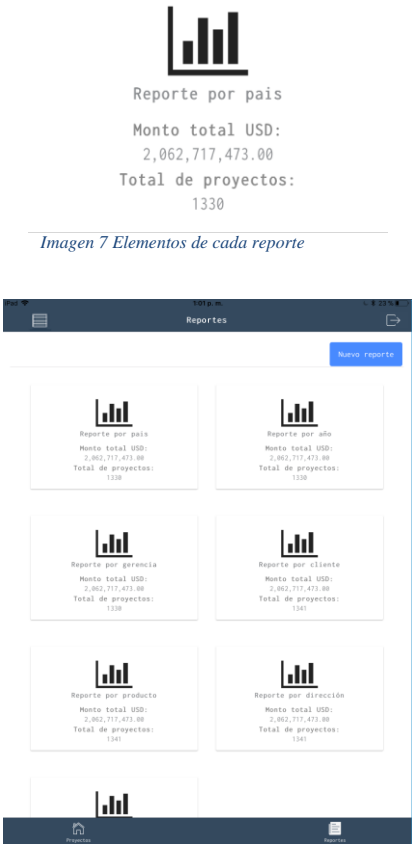 Reporte por pais
Monto total USD:
2,062,717,473.00
Total de proyectos:
1330
Imagen 7 Elementos de cada reporte
iPad 1:01 p. m. 23 %
Reportes
Nuevo reporte
Reporte por pais
Monto total USD:
2,062,717,473.00
Total de proyectos:
1330
Reporte por año
Monto total USD:
2,062,717,473.00
Total de proyectos:
1330
Reporte por gerencia
Monto total USD:
2,062,717,473.00
Total de proyectos:
1330
Reporte por cliente
Monto total USD:
2,062,717,473.00
Total de proyectos:
1341
Reporte por producto
Monto total USD:
2,062,717,473.00
Total de proyectos:
1341
Reporte por dirección
Monto total USD:
2,062,717,473.00
Total de proyectos:
1341
Proyectos
Reportes